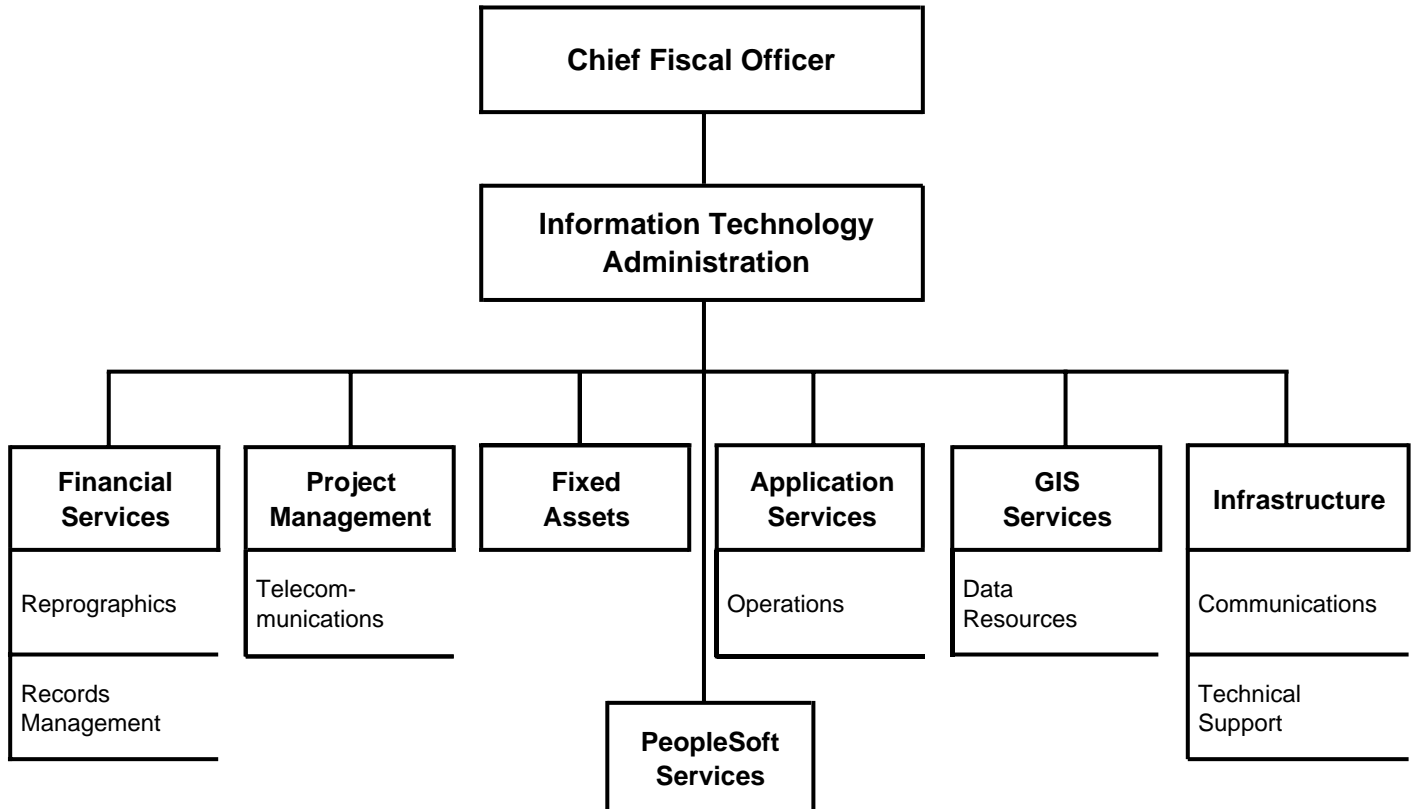 Chief Fiscal Officer
Information Technology
Administration
Financial
Services
Reprographics
Records
Management
Project
Management
Telecom-
munications
Fixed
Assets
Application
Services
Operations
GIS
Services
Data
Resources
Infrastructure
Communications
Technical
Support
PeopleSoft
Services